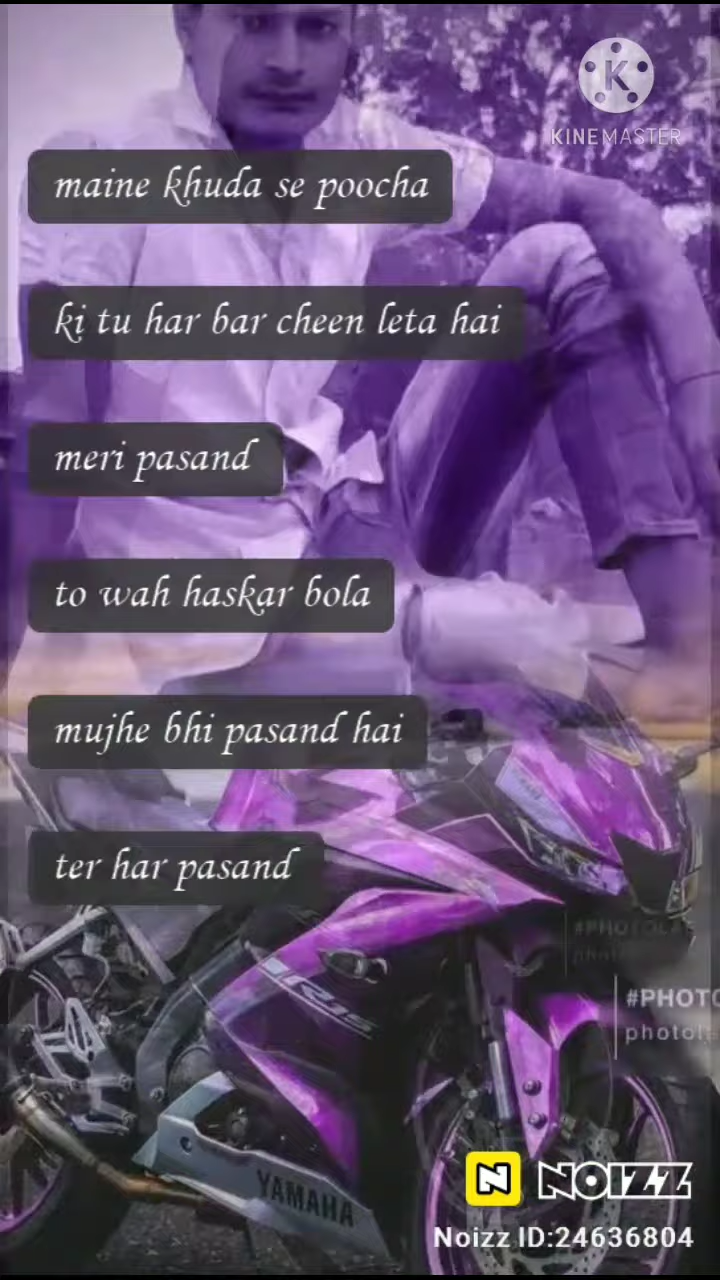 K
KINEMASTER
maine khuda se poocha
ki tu har bar cheen leta hai
meri pasand
to wah haskar bola
mujhe bhi pasand hai
ter har pasand
#PHOTO
R15
YAMAHA
N NOIZZ
Noizz ID:24636804